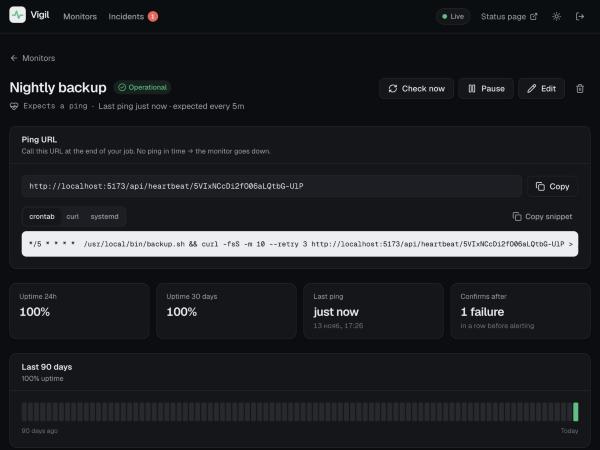 Vigil
Monitors
Incidents 1
Live
Status page
Monitors
Nightly backup
Operational
Expects a ping · Last ping just now · expected every 5m
Check now
Pause
Edit
Ping URL
Call this URL at the end of your job. No ping in time → the monitor goes down.
http://localhost:5173/api/heartbeat/5VIxNCcDi2fO06aLQtbG-UlP
Copy
crontab
curl
systemd
Copy snippet
*/5 * * * * /usr/local/bin/backup.sh && curl -fsS -m 10 --retry 3 http://localhost:5173/api/heartbeat/5VIxNCcDi2fO06aLQtbG-UlP >
Uptime 24h
100%
Uptime 30 days
100%
Last ping
just now
13 нояб., 17:26
Confirms after
1 failure
in a row before alerting
Last 90 days
100% uptime
90 days ago
Today